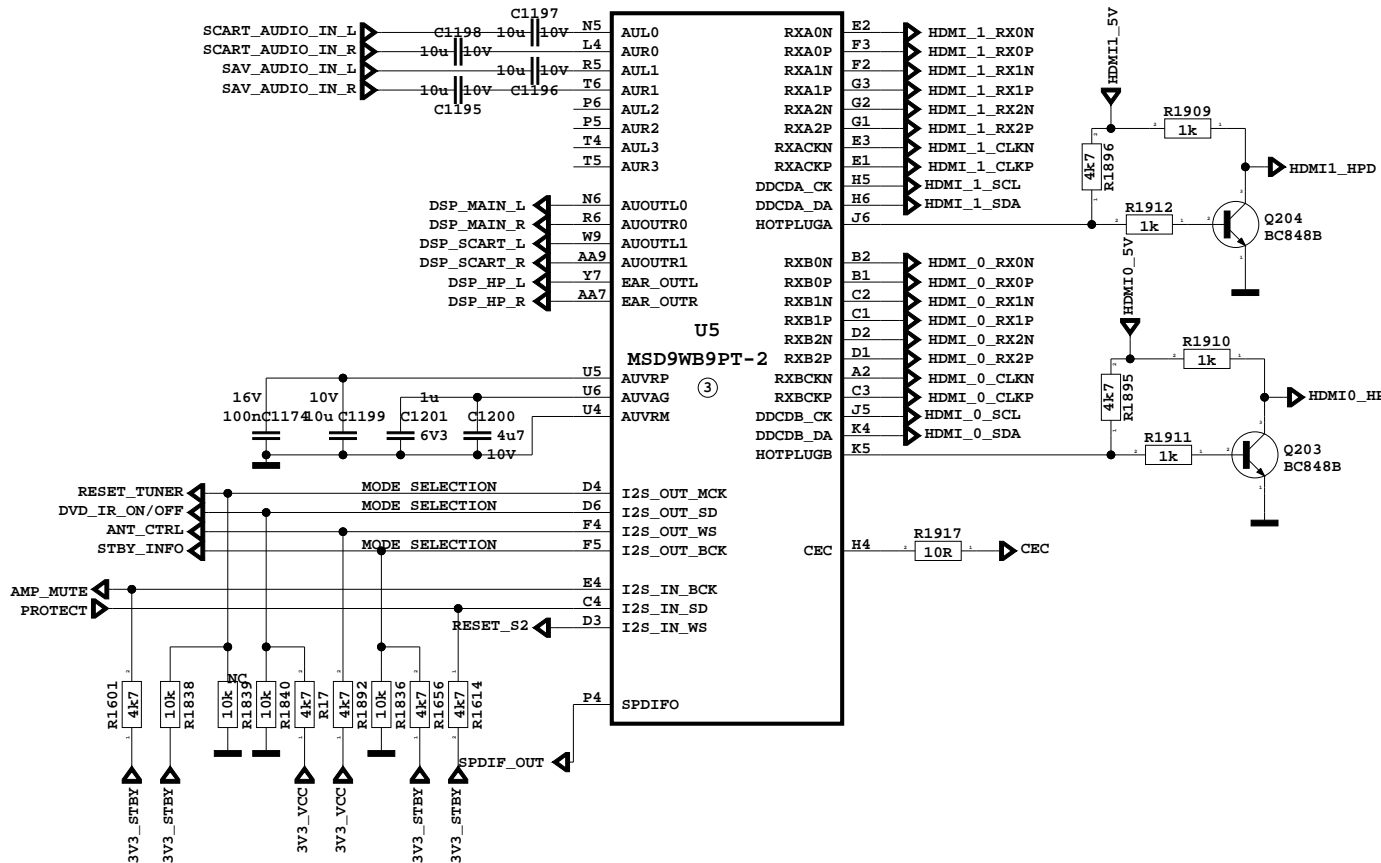 SCART_AUDIO_IN_L
SCART_AUDIO_IN_R
SAV_AUDIO_IN_L
SAV_AUDIO_IN_R
C1197
10u 10V
C1198
10u 10V
10u 10V
C1196
10u 10V
C1195
N5 AUL0
L4 AUR0
R5 AUL1
T6 AUR1
P6 AUL2
P5 AUR2
T4 AUL3
T5 AUR3
DSP_MAIN_L N6 AUOUTL0
DSP_MAIN_R R6 AUOUTR0
DSP_SCART_L W9 AUOUTL1
DSP_SCART_R AA9 AUOUTR1
DSP_HP_L Y7 EAR_OUTL
DSP_HP_R AA7 EAR_OUTR
U5
MSD9WB9PT-2
3
U5 AUVRP
U6 AUVAG
U4 AUVRM
16V
100n C1174
10V
10u C1199
1u
C1201
6V3
C1200
4u7
10V
RESET_TUNER MODE SELECTION D4 I2S_OUT_MCK
DVD_IR_ON/OFF MODE SELECTION D6 I2S_OUT_SD
ANT_CTRL F4 I2S_OUT_WS
STBY_INFO MODE SELECTION F5 I2S_OUT_BCK
AMP_MUTE E4 I2S_IN_BCK
PROTECT C4 I2S_IN_SD
RESET_S2 D3 I2S_IN_WS
SPDIF_OUT P4 SPDIFO
R1601 4k7
10k R1838
NC
10k R1839
10k R1840
4k7 R17
4k7 R1892
10k R1836
4k7 R1656
4k7 R1614
3V3_STBY
3V3_STBY
3V3_VCC
3V3_VCC
3V3_STBY
3V3_STBY
RXA0N E2 HDMI_1_RX0N
RXA0P F3 HDMI_1_RX0P
RXA1N F2 HDMI_1_RX1N
RXA1P G3 HDMI_1_RX1P
RXA2N G2 HDMI_1_RX2N
RXA2P G1 HDMI_1_RX2P
RXACKN E3 HDMI_1_CLKN
RXACKP E1 HDMI_1_CLKP
DDCDA_CK H5 HDMI_1_SCL
DDCDA_DA H6 HDMI_1_SDA
HOTPLUGA J6
RXB0N B2 HDMI_0_RX0N
RXB0P B1 HDMI_0_RX0P
RXB1N C2 HDMI_0_RX1N
RXB1P C1 HDMI_0_RX1P
RXB2N D2 HDMI_0_RX2N
RXB2P D1 HDMI_0_RX2P
RXBCKN A2 HDMI_0_CLKN
RXBCKP C3 HDMI_0_CLKP
DDCDB_CK J5 HDMI_0_SCL
DDCDB_DA K4 HDMI_0_SDA
HOTPLUGB K5
CEC H4
R1917
10R
CEC
HDMI1_5V
R1909
1k
4k7 R1896
HDMI1_HPD
R1912
1k
Q204
BC848B
HDMI0_5V
R1910
1k
4k7 R1895
R1911
1k
Q203
BC848B